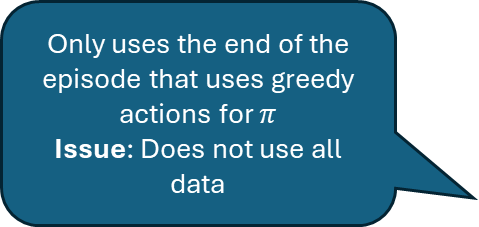 Only uses the end of the
episode that uses greedy
actions for π
Issue: Does not use all
data